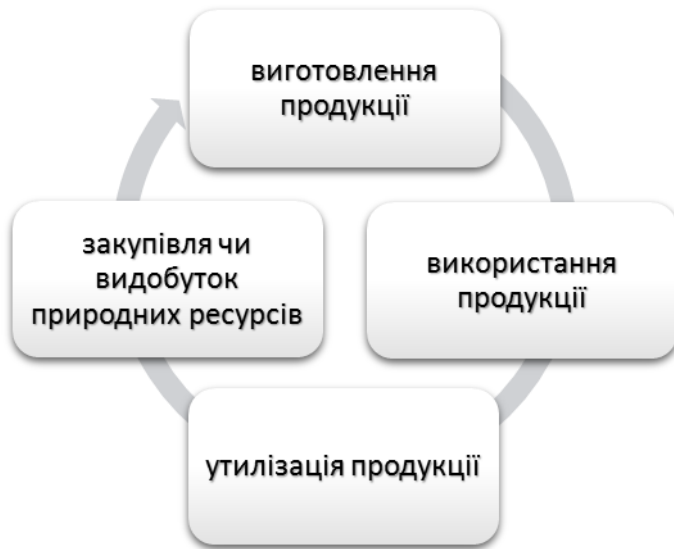 виготовлення
продукції
закупівля чи
видобуток
природних ресурсів
використання
продукції
утилізація продукції